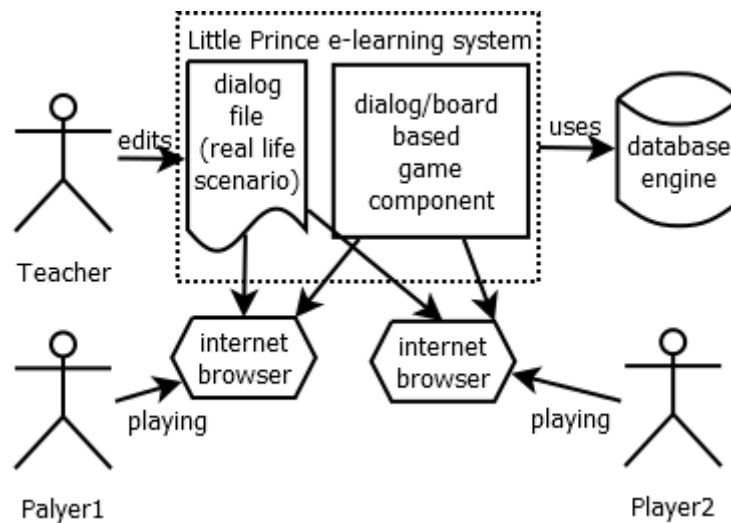 Little Prince e-learning system
dialog
file
(real life
scenario)
dialog/board
based
game
component
edits
uses
database
engine
Teacher
internet
browser
internet
browser
playing
playing
Palyer1
Player2